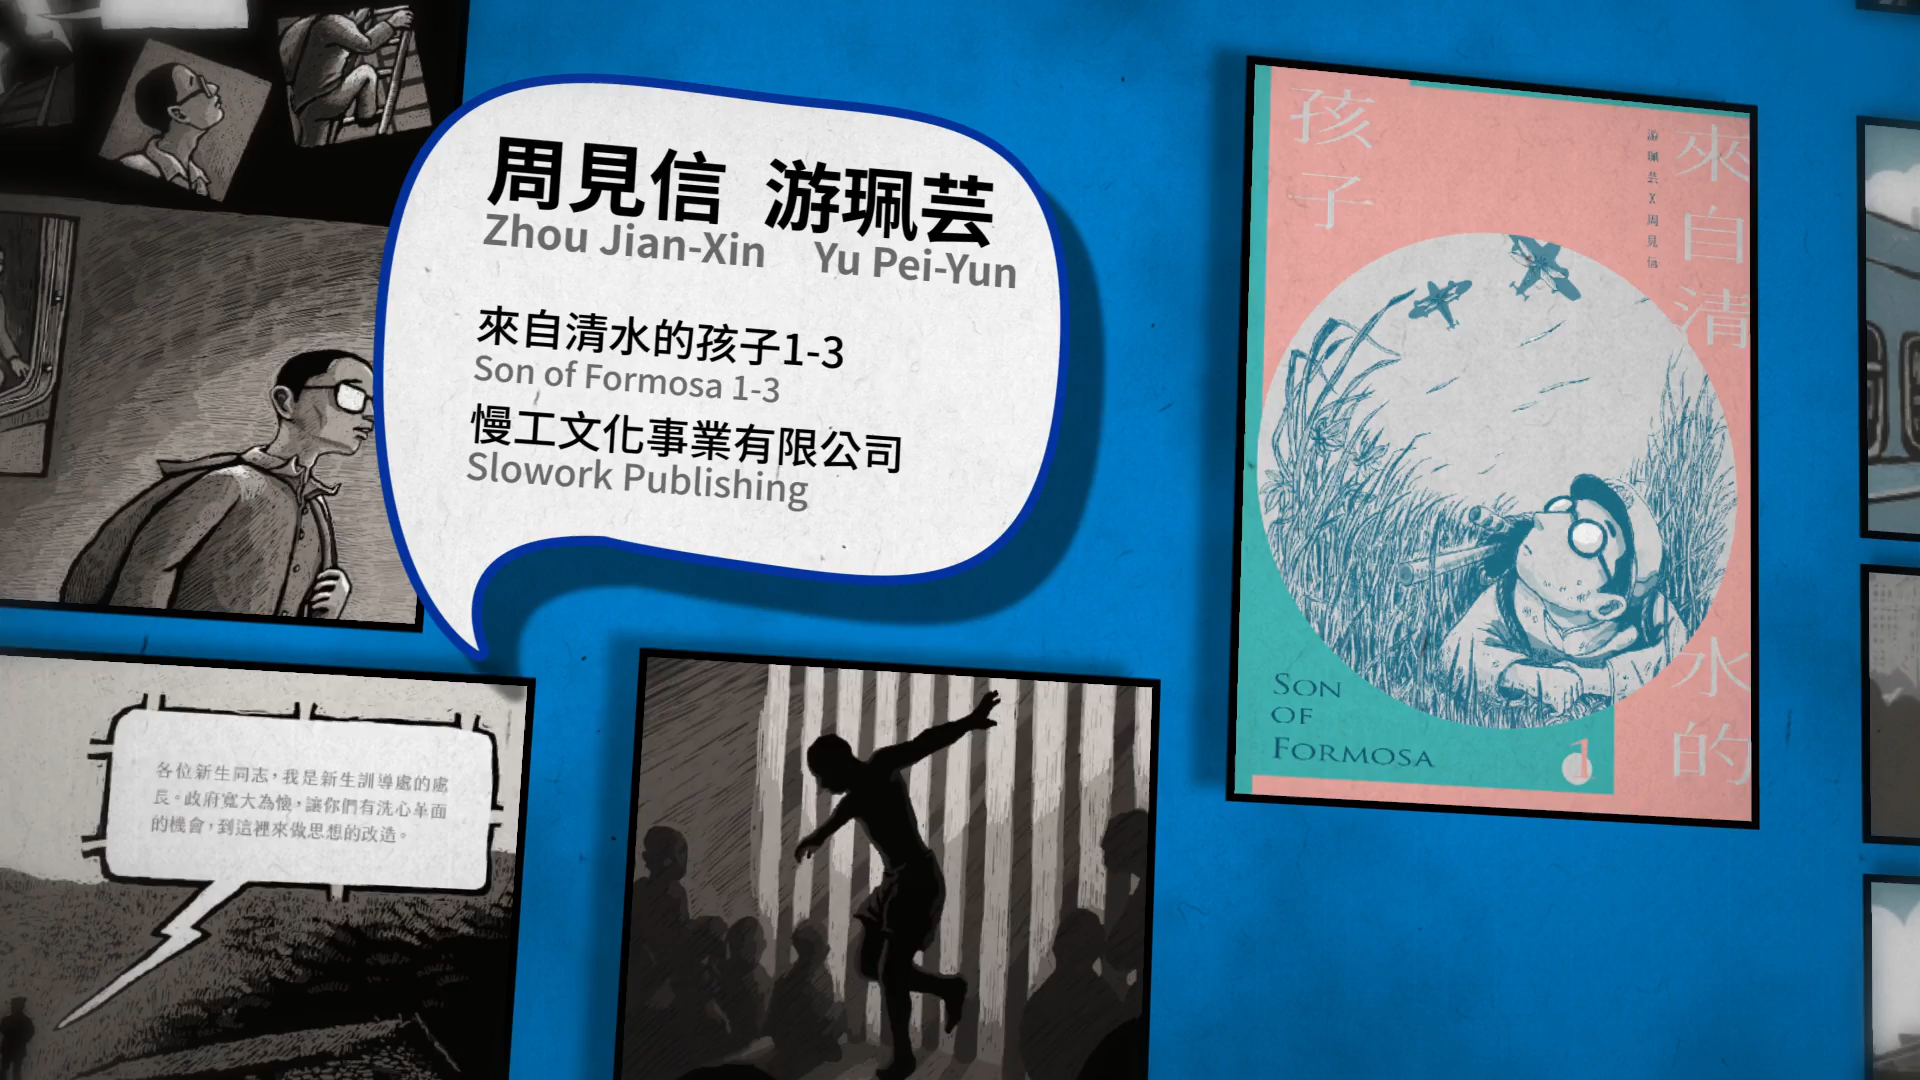 周見信 游珮芸
Zhou Jian-Xin Yu Pei-Yun
來自清水的孩子1-3
Son of Formosa 1-3
慢工文化事業有限公司
Slowork Publishing
各位新生同志，我是新生訓導處的處
長。政府寬大為懷，讓你們有洗心革面
的機會，到這裡來做思想的改造。
來自清水的
孩子
游珮芸 X 周見信
SON
OF
FORMOSA
1